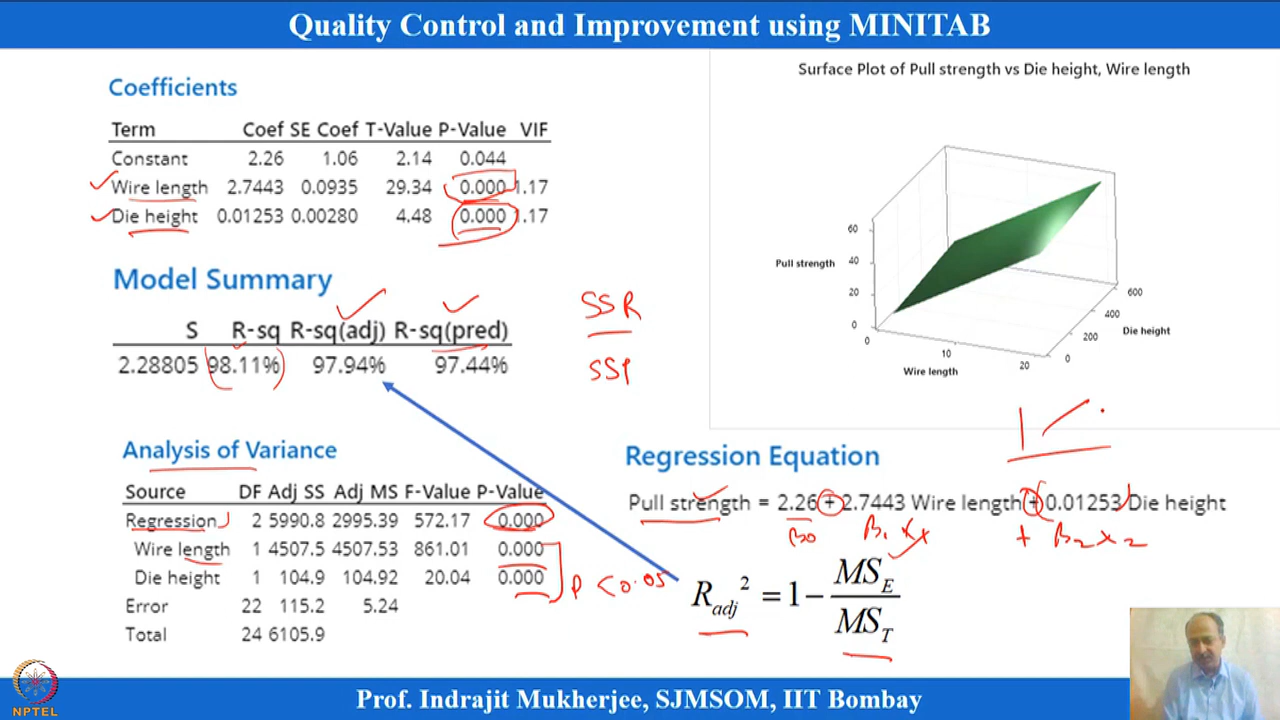 Quality Control and Improvement using MINITAB
Coefficients
Term Coef SE Coef T-Value P-Value VIF
Constant 2.26 1.06 2.14 0.044
Wire length 2.7443 0.0935 29.34 0.000 1.17
Die height 0.01253 0.00280 4.48 0.000 1.17
Model Summary
S R-sq R-sq(adj) R-sq(pred)
2.28805 98.11% 97.94% 97.44%
SSR
SST
Analysis of Variance
Source DF Adj SS Adj MS F-Value P-Value
Regression 2 5990.8 2995.39 572.17 0.000
Wire length 1 4507.5 4507.53 861.01 0.000
Die height 1 104.9 104.92 20.04 0.000
Error 22 115.2 5.24
Total 24 6105.9
P < 0.05
Surface Plot of Pull strength vs Die height, Wire length
60
40
20
0
Pull strength
0
10
20
Wire length
600
400
200
0
Die height
Regression Equation
Pull strength = 2.26 + 2.7443 Wire length + 0.01253 Die height
β0 β1 x1 + β2 x2
R adj 2 = 1 − MS E / MS T
NPTEL
Prof. Indrajit Mukherjee, SJMSOM, IIT Bombay